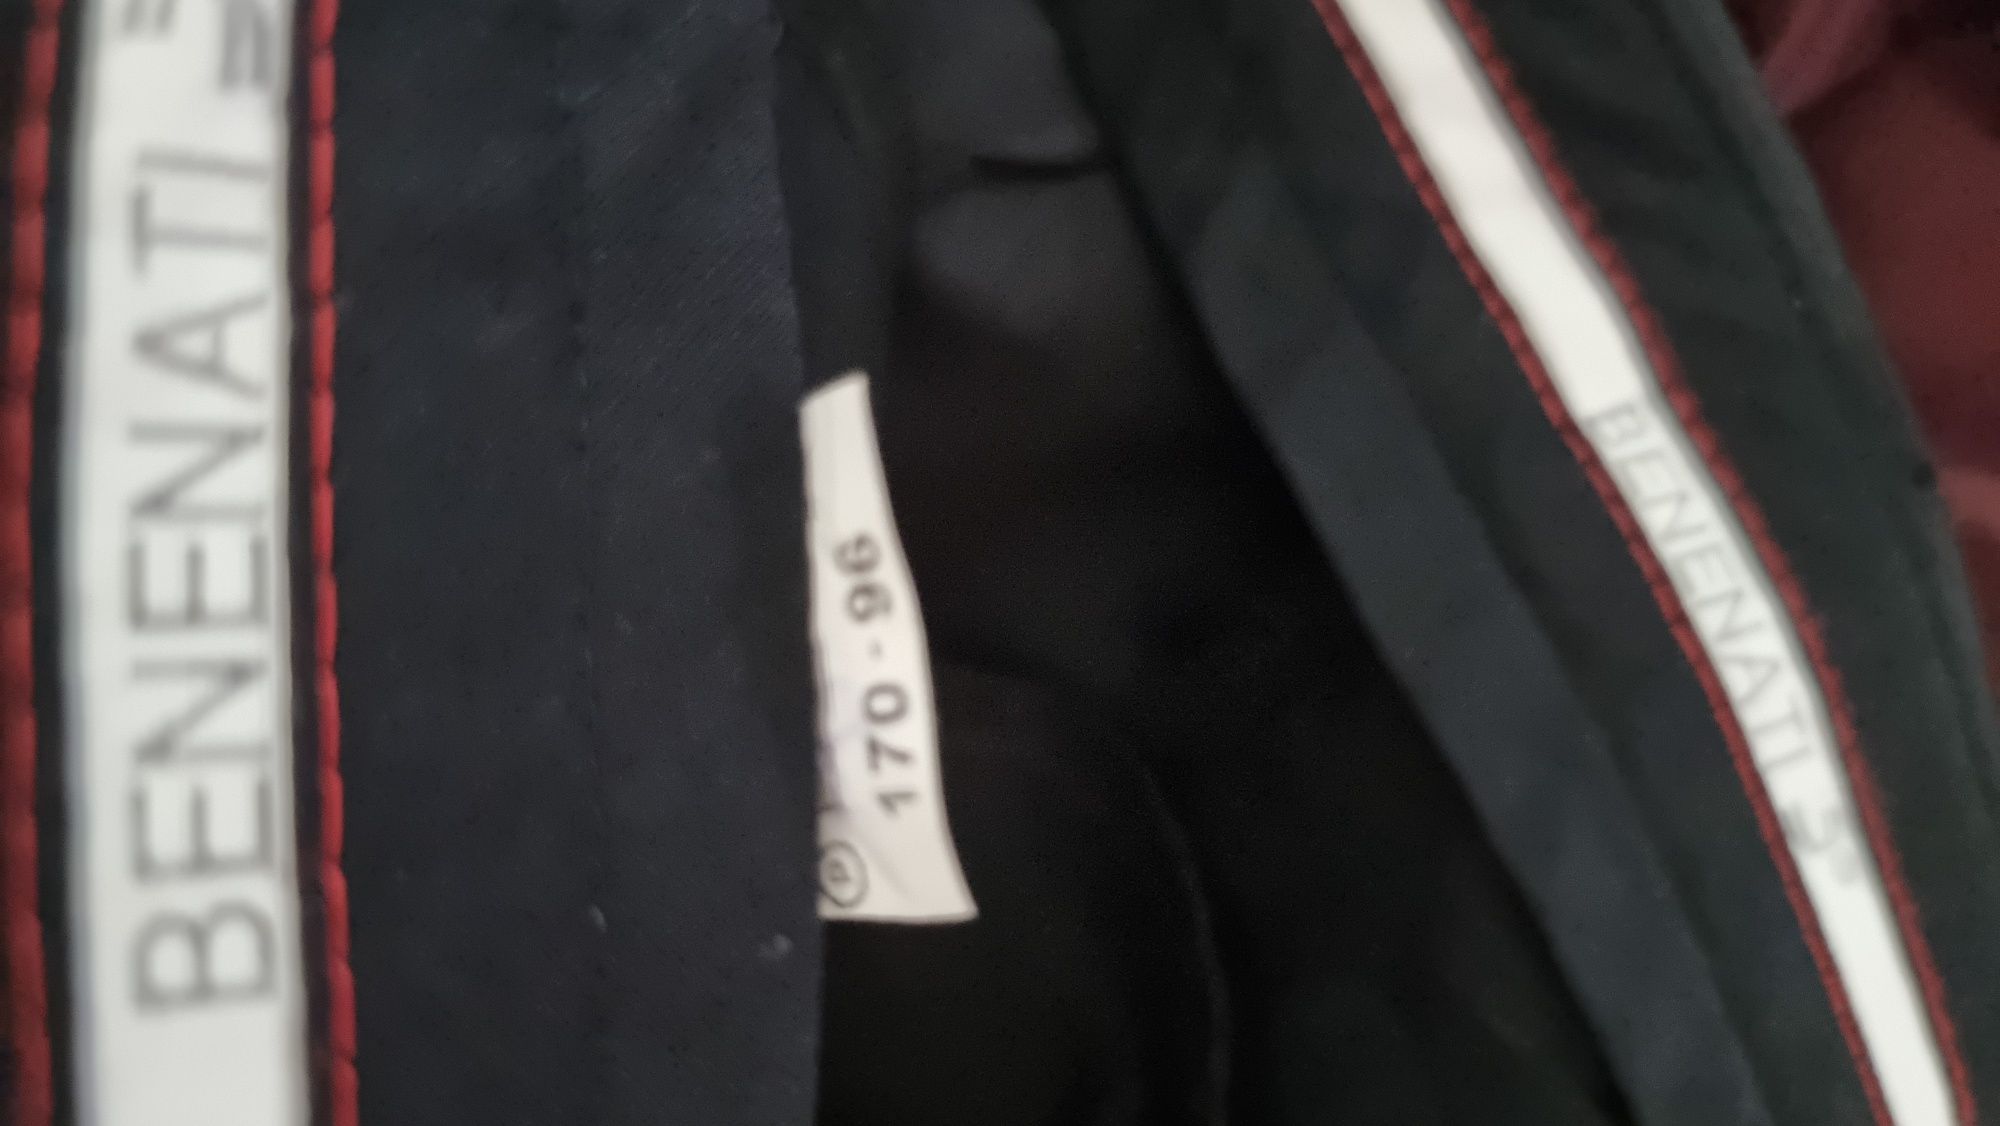 BENENATI
170 - 96
P
BENENATI